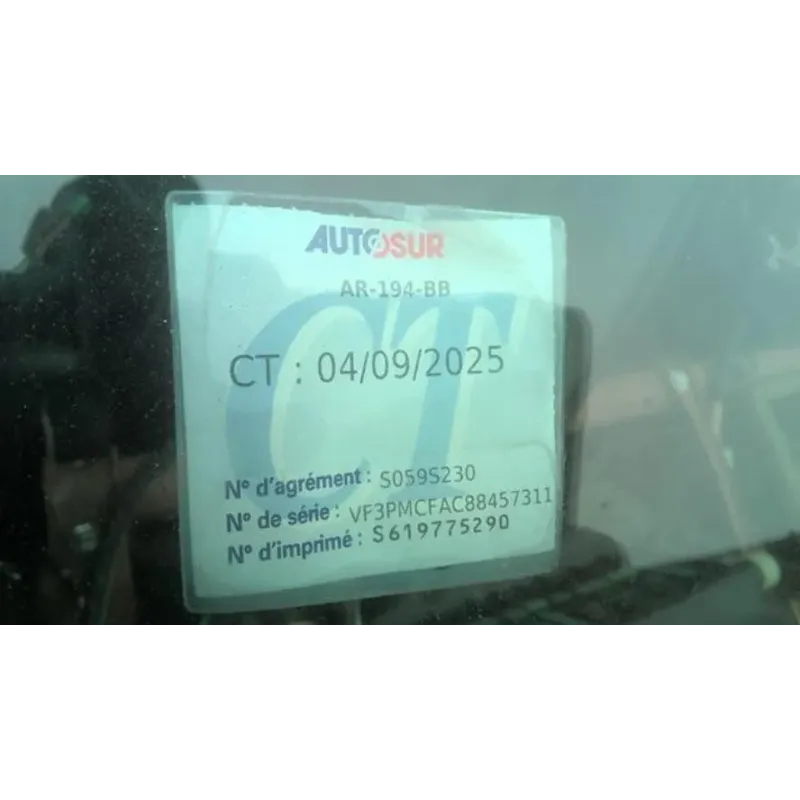 AUTOSUR
AR-194-BB
CT
CT : 04/09/2025
N° d'agrément : S059S230
N° de série : VF3PMCFAC88457311
N° d'imprimé : S619775290